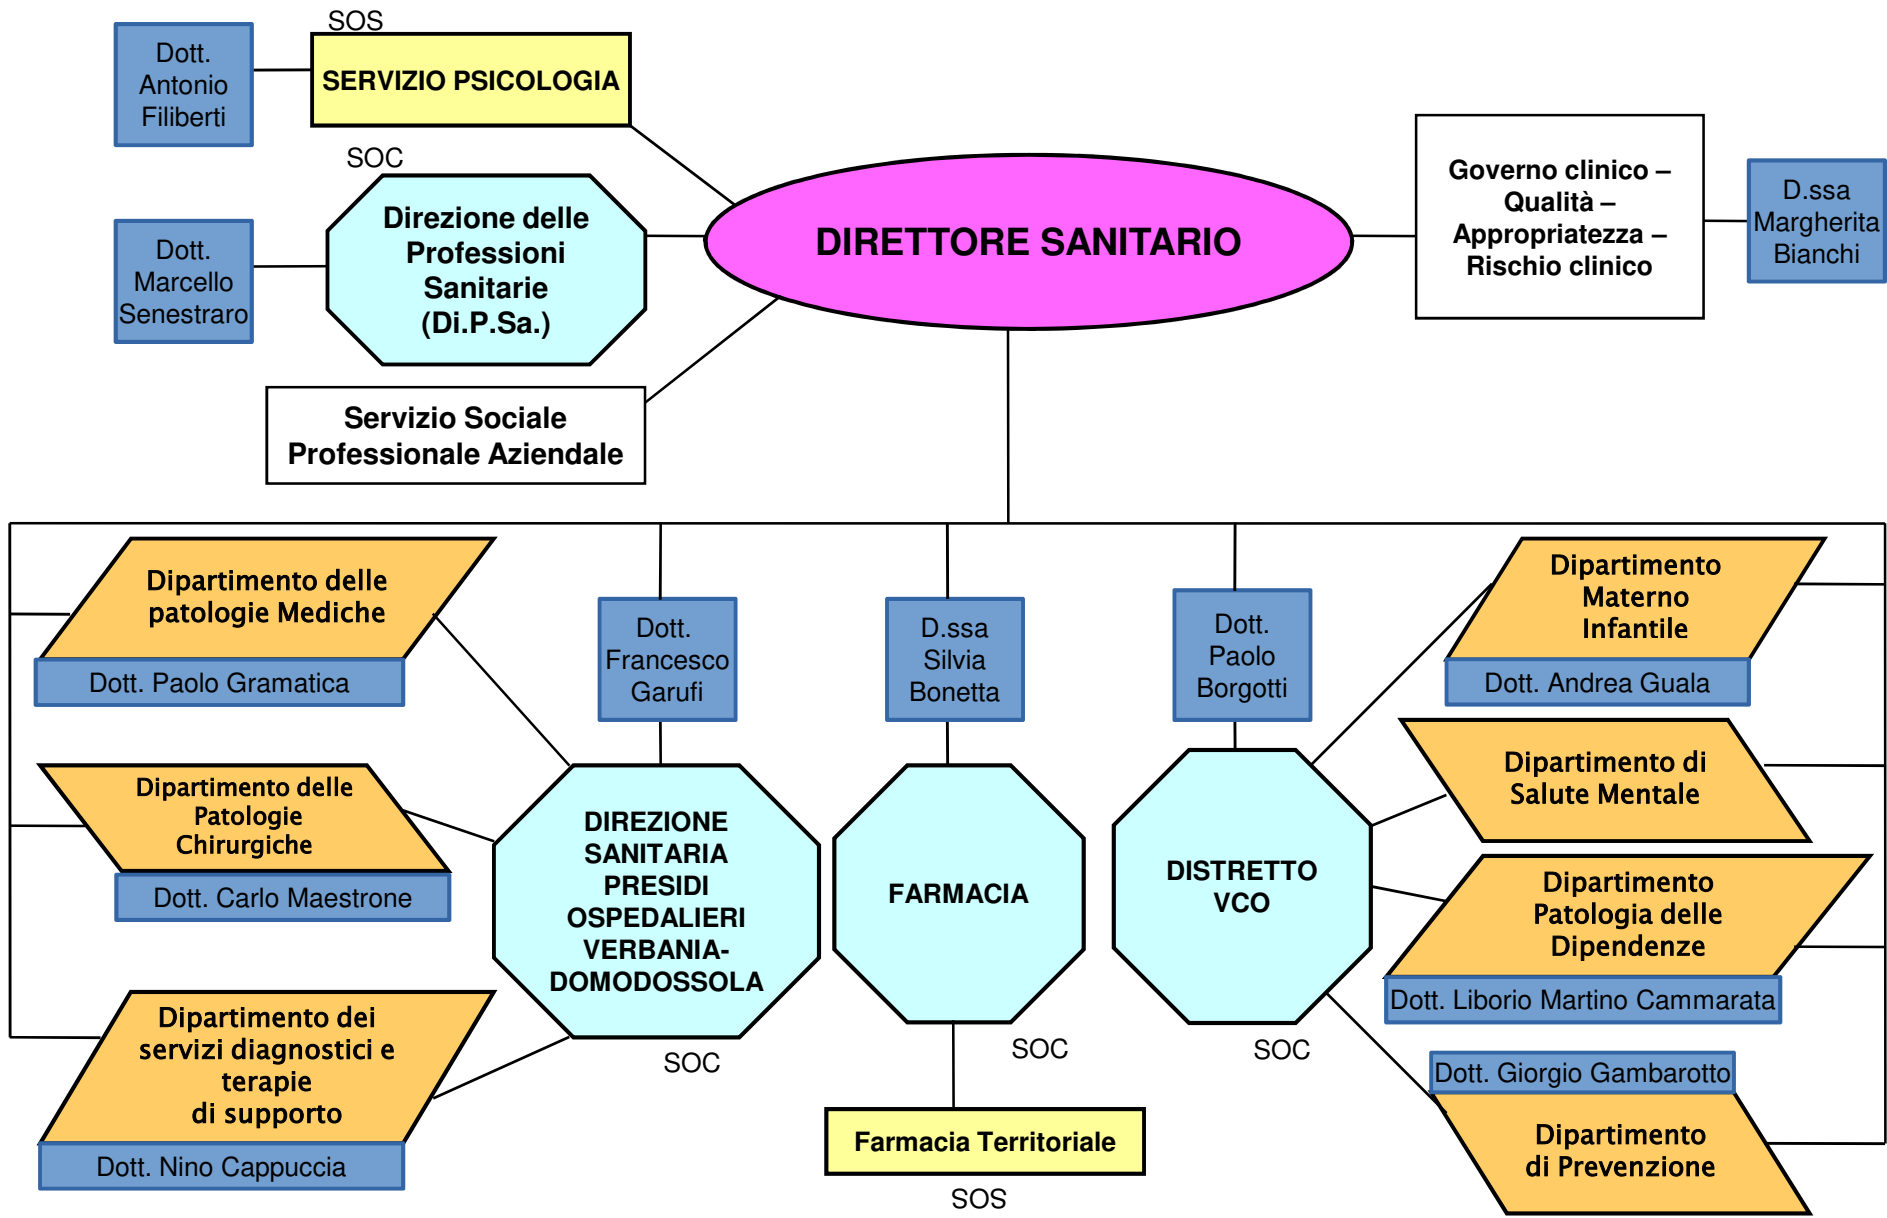 SOS
Dott.
Antonio
Filiberti
SERVIZIO PSICOLOGIA
SOC
Dott.
Marcello
Senestraro
Direzione delle
Professioni
Sanitarie
(Di.P.Sa.)
DIRETTORE SANITARIO
Governo clinico –
Qualità –
Appropriatezza –
Rischio clinico
D.ssa
Margherita
Bianchi
Servizio Sociale
Professionale Aziendale
Dipartimento delle
patologie Mediche
Dott. Paolo Gramatica
Dott.
Francesco
Garufi
D.ssa
Silvia
Bonetta
Dott.
Paolo
Borgotti
Dipartimento
Materno
Infantile
Dott. Andrea Guala
Dipartimento delle
Patologie
Chirurgiche
Dott. Carlo Maestrone
DIREZIONE
SANITARIA
PRESIDI
OSPEDALIERI
VERBANIA-
DOMODOSSOLA
SOC
FARMACIA
SOC
DISTRETTO
VCO
SOC
Dipartimento di
Salute Mentale
Dipartimento
Patologia delle
Dipendenze
Dott. Liborio Martino Cammarata
Dipartimento dei
servizi diagnostici e
terapie
di supporto
Dott. Nino Cappuccia
Farmacia Territoriale
SOS
Dott. Giorgio Gambarotto
Dipartimento
di Prevenzione